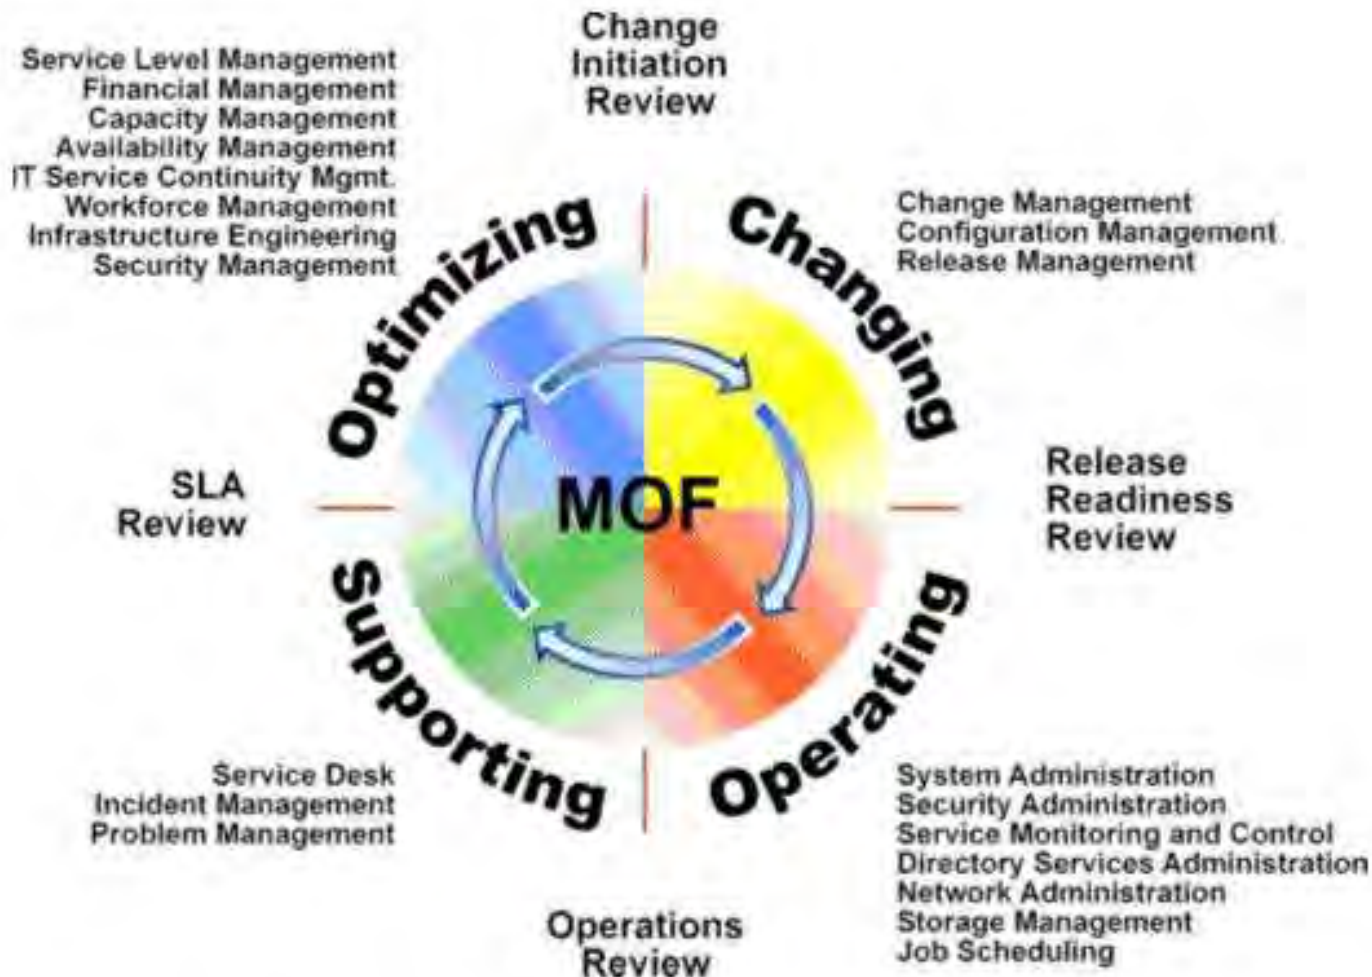 Change
Initiation
Review
Service Level Management
Financial Management
Capacity Management
Availability Management
IT Service Continuity Mgmt.
Workforce Management
Infrastructure Engineering
Security Management
Optimizing
Changing
Change Management
Configuration Management
Release Management
SLA
Review
MOF
Release
Readiness
Review
Supporting
Operating
Service Desk
Incident Management
Problem Management
System Administration
Security Administration
Service Monitoring and Control
Directory Services Administration
Network Administration
Storage Management
Job Scheduling
Operations
Review